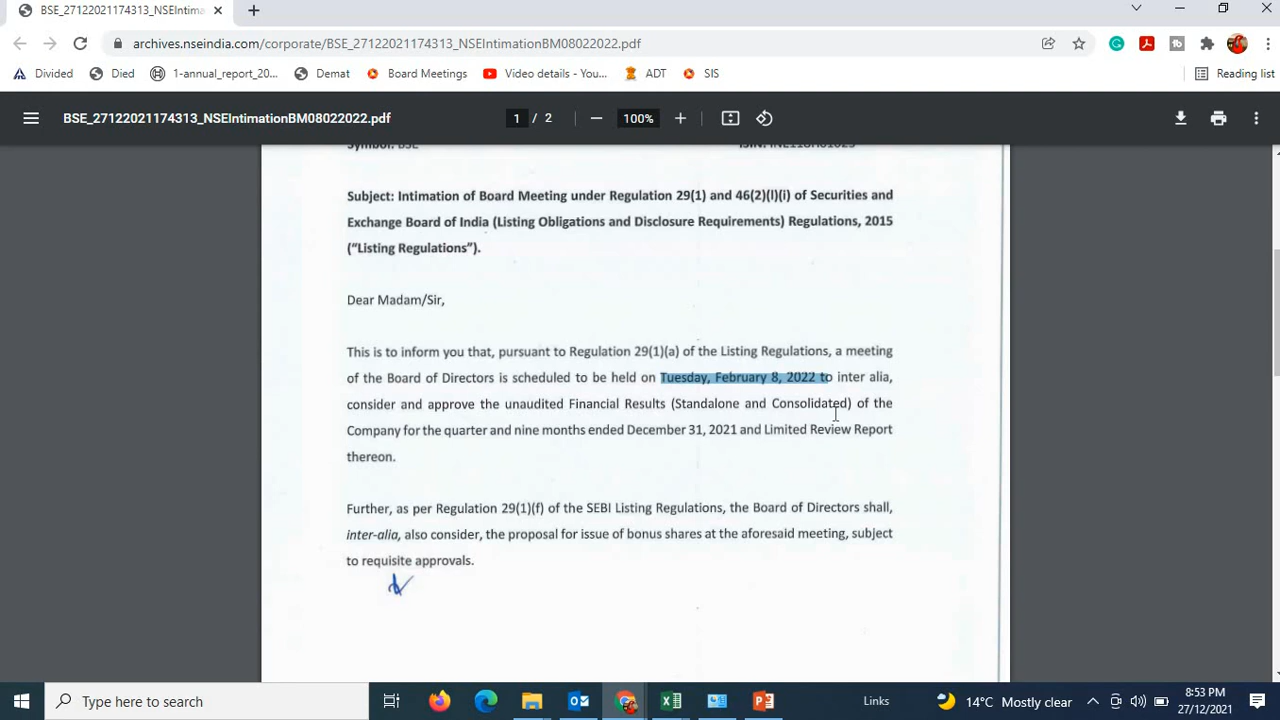 BSE_27122021174313_NSEIntima
archives.nseindia.com/corporate/BSE_27122021174313_NSEIntimationBM08022022.pdf
Divided Died 1-annual_report_20... Demat Board Meetings Video details - You... ADT SIS Reading list
BSE_27122021174313_NSEIntimationBM08022022.pdf 1 / 2 100%
Symbol: BSE
Subject: Intimation of Board Meeting under Regulation 29(1) and 46(2)(l)(i) of Securities and
Exchange Board of India (Listing Obligations and Disclosure Requirements) Regulations, 2015
(“Listing Regulations”).
Dear Madam/Sir,
This is to inform you that, pursuant to Regulation 29(1)(a) of the Listing Regulations, a meeting
of the Board of Directors is scheduled to be held on Tuesday, February 8, 2022 to inter alia,
consider and approve the unaudited Financial Results (Standalone and Consolidated) of the
Company for the quarter and nine months ended December 31, 2021 and Limited Review Report
thereon.
Further, as per Regulation 29(1)(f) of the SEBI Listing Regulations, the Board of Directors shall,
inter-alia, also consider, the proposal for issue of bonus shares at the aforesaid meeting, subject
to requisite approvals.
Type here to search Links 14°C Mostly clear 8:53 PM
27/12/2021